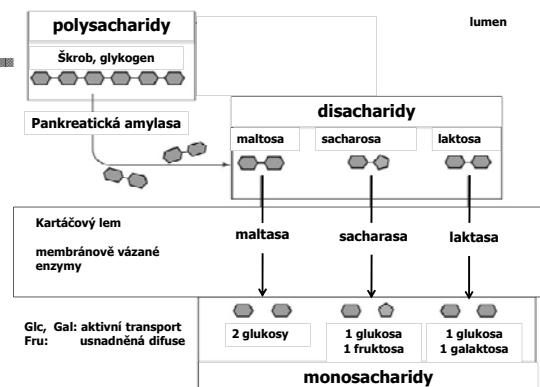 polysacharidy
lumen
Škrob, glykogen
Pankreatická amylasa
disacharidy
maltosa
sacharosa
laktosa
Kartáčový lem
membránově vázané
enzymy
maltasa
sacharasa
laktasa
Glc, Gal: aktivní transport
Fru: usnadněná difuse
2 glukosy
1 glukosa
1 fruktosa
1 glukosa
1 galaktosa
monosacharidy